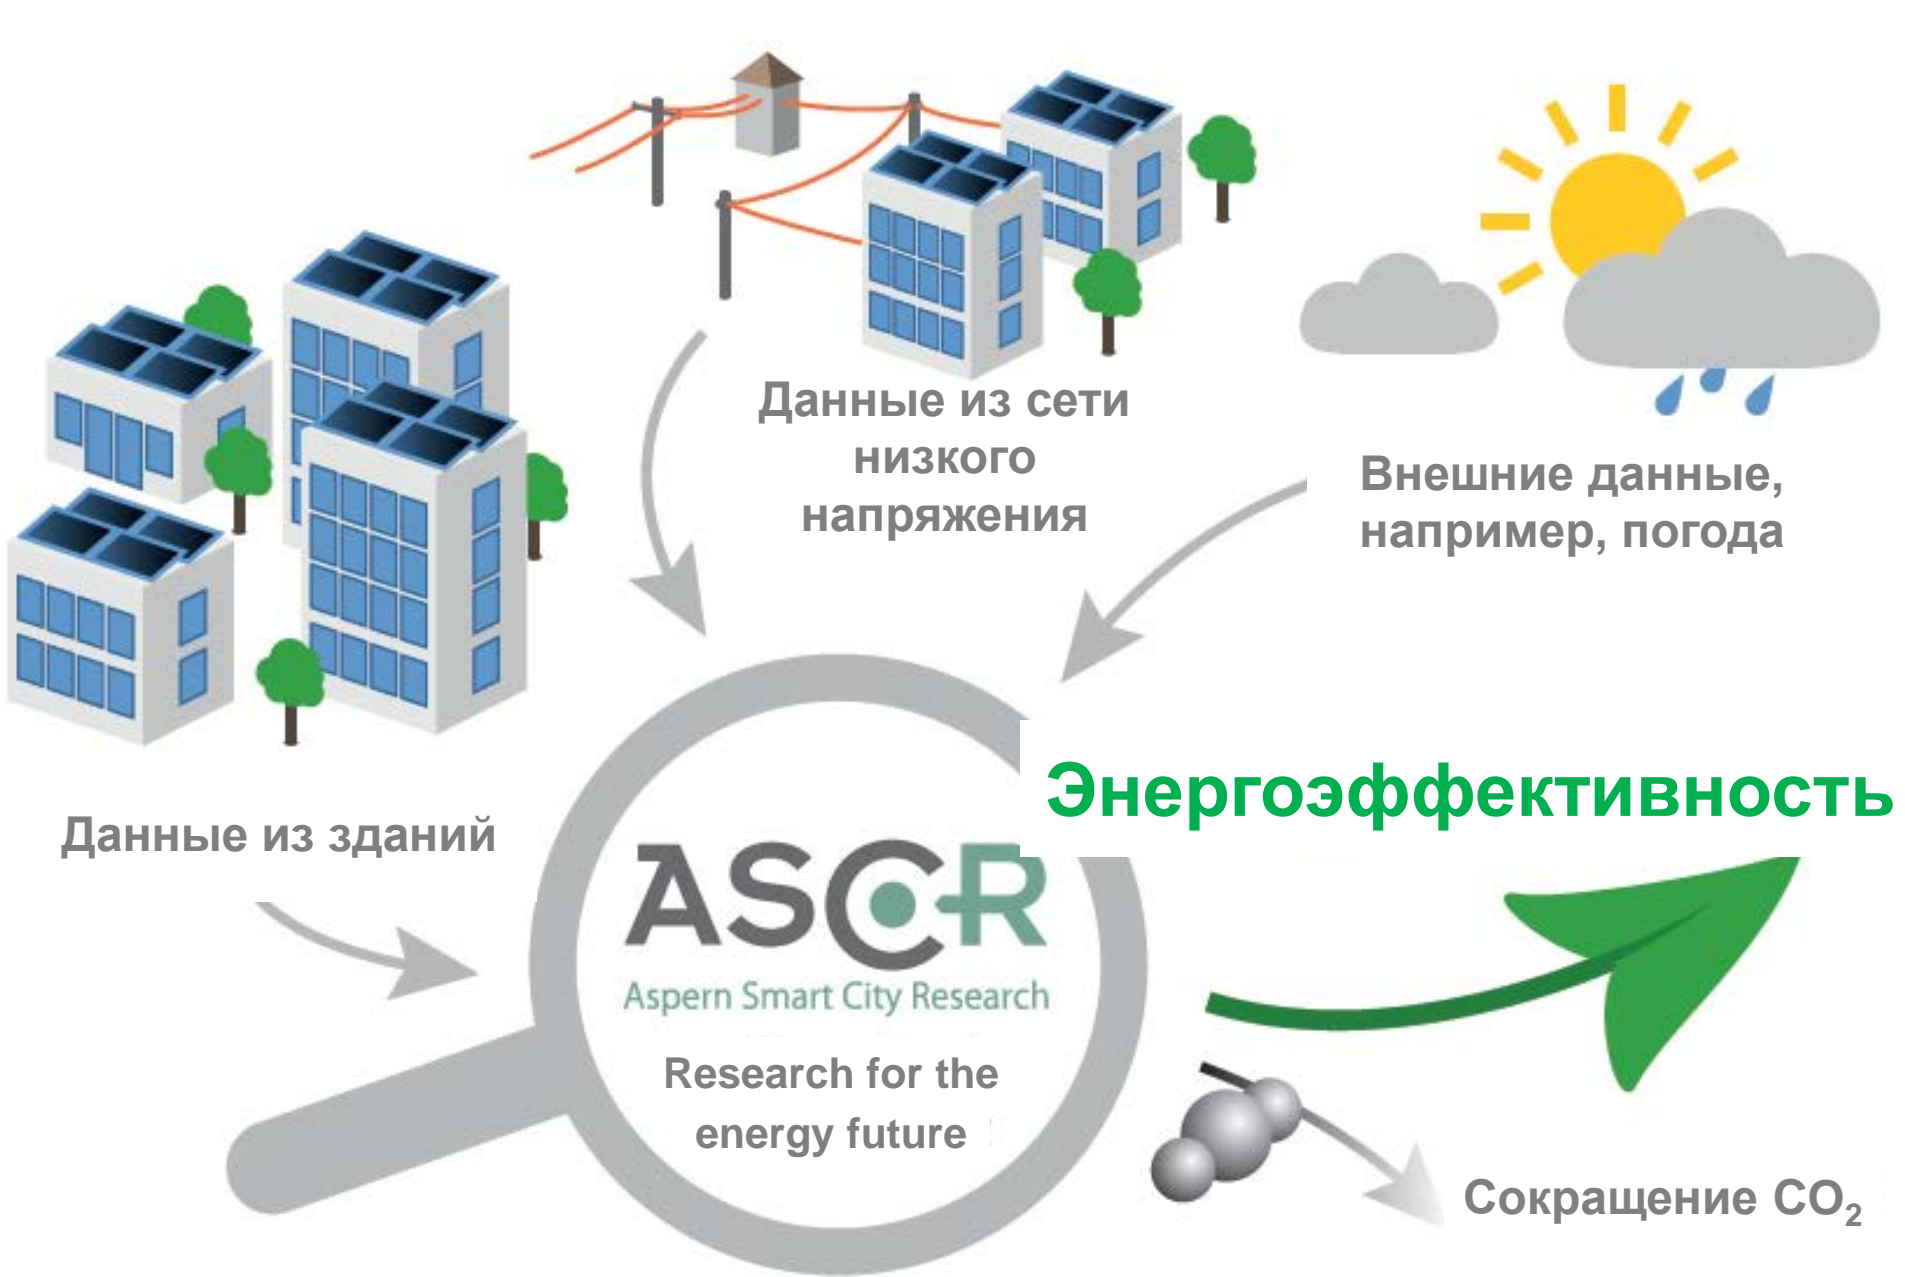 Данные из сети
низкого
напряжения
Внешние данные,
например, погода
Энергоэффективность
Данные из зданий
ASCR
Aspern Smart City Research
Research for the
energy future
Сокращение CO₂